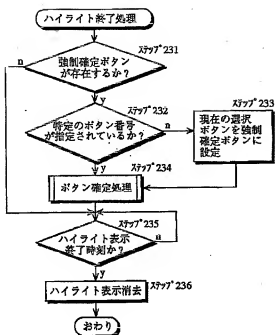 ハイライト終了処理
ステップ231
強制確定ボタン
が存在するか?
n
y
ステップ232
特定のボタン番号
が指定されているか?
n
y
ステップ233
現在の選択
ボタンを強制
確定ボタンに
設定
ステップ234
ボタン確定処理
ステップ235
ハイライト表示
終了時刻か?
n
y
ハイライト表示消去
ステップ236
おわり